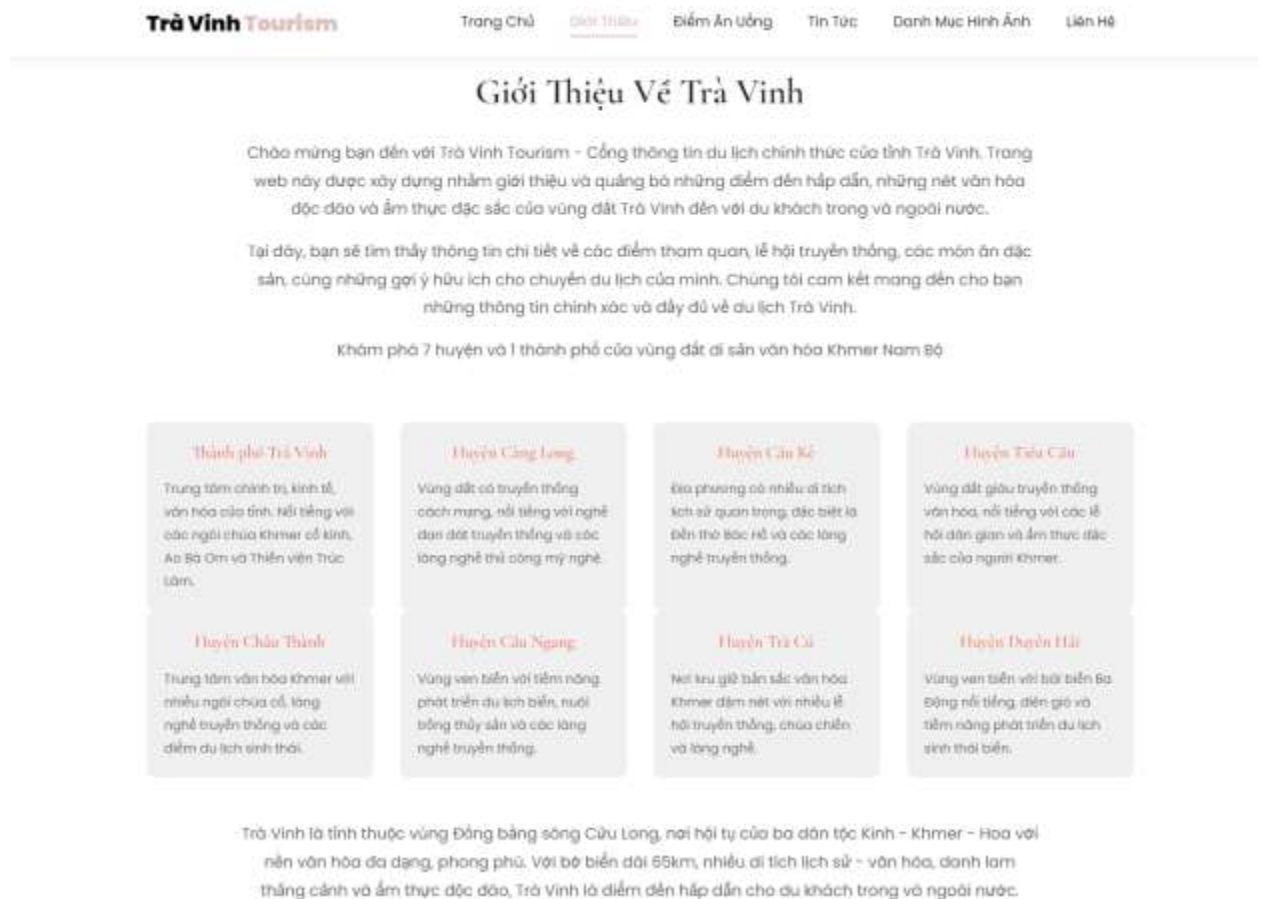 Trà Vinh Tourism
Trang Chủ Giới Thiệu Điểm Ăn Uống Tin Tức Danh Mục Hình Ảnh Liên Hệ
Giới Thiệu Về Trà Vinh
Chào mừng bạn đến với Trà Vinh Tourism - Cổng thông tin du lịch chính thức của tỉnh Trà Vinh. Trang
web này được xây dựng nhằm giới thiệu và quảng bá những điểm đến hấp dẫn, những nét văn hóa
độc đáo và ẩm thực đặc sắc của vùng đất Trà Vinh đến với du khách trong và ngoài nước.
Tại đây, bạn sẽ tìm thấy thông tin chi tiết về các điểm tham quan, lễ hội truyền thống, các món ăn đặc
sản, cùng những gợi ý hữu ích cho chuyến du lịch của mình. Chúng tôi cam kết mang đến cho bạn
những thông tin chính xác và đầy đủ về du lịch Trà Vinh.
Khám phá 7 huyện và 1 thành phố của vùng đất di sản văn hóa Khmer Nam Bộ
Thành phố Trà Vinh
Trung tâm chính trị, kinh tế,
văn hóa của tỉnh. Nổi tiếng với
các ngôi chùa Khmer cổ kính,
Ao Bà Om và Thiền viện Trúc
Lâm.
Huyện Càng Long
Vùng đất có truyền thống
cách mạng, nổi tiếng với nghề
đan đát truyền thống và các
làng nghề thủ công mỹ nghệ.
Huyện Cầu Kè
Địa phương có nhiều di tích
lịch sử quan trọng, đặc biệt là
Đền thờ Bác Hồ và các làng
nghề truyền thống.
Huyện Tiểu Cần
Vùng đất giàu truyền thống
văn hóa, nổi tiếng với các lễ
hội dân gian và ẩm thực đặc
sắc của người Khmer.
Huyện Châu Thành
Trung tâm văn hóa Khmer với
nhiều ngôi chùa cổ, làng
nghề truyền thống và các
điểm du lịch sinh thái.
Huyện Cầu Ngang
Vùng ven biển với tiềm năng
phát triển du lịch biển, nuôi
trồng thủy sản và các làng
nghề truyền thống.
Huyện Trà Cú
Nơi lưu giữ bản sắc văn hóa
Khmer đậm nét với nhiều lễ
hội truyền thống, chùa chiền
và làng nghề.
Huyện Duyên Hải
Vùng ven biển với bãi biển Ba
Động nổi tiếng, điện gió và
tiềm năng phát triển du lịch
sinh thái biển.
Trà Vinh là tỉnh thuộc vùng Đồng bằng sông Cửu Long, nơi hội tụ của ba dân tộc Kinh - Khmer - Hoa với
nền văn hóa đa dạng, phong phú. Với bờ biển dài 65km, nhiều di tích lịch sử - văn hóa, danh lam
thắng cảnh và ẩm thực độc đáo, Trà Vinh là điểm đến hấp dẫn cho du khách trong và ngoài nước.